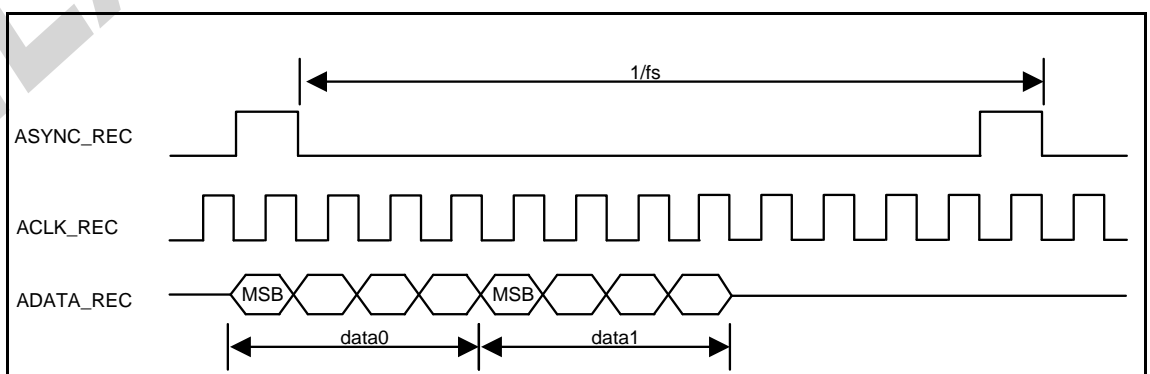 1/fs
ASYNC_REC
ACLK_REC
ADATA_REC
MSB MSB
data0 data1